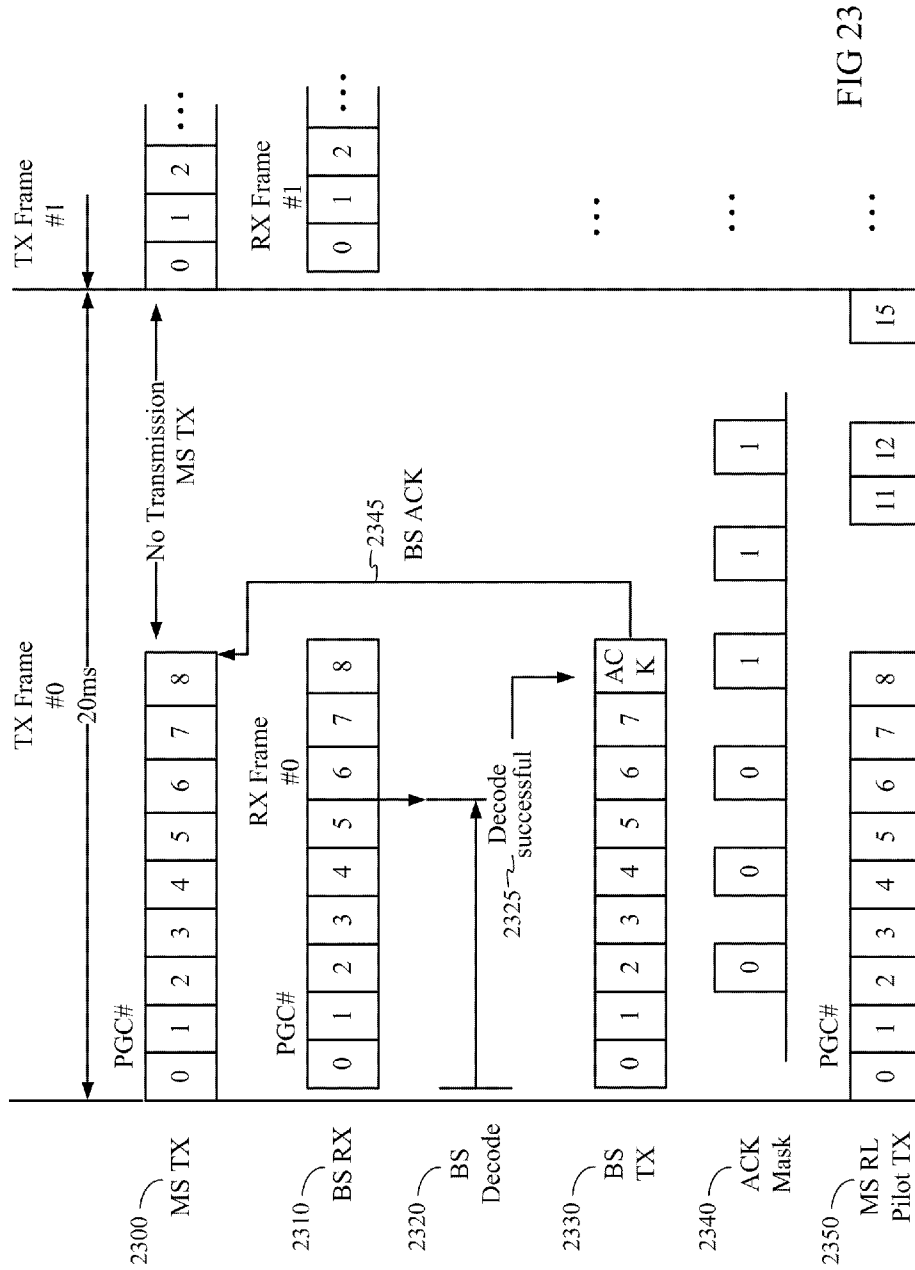 TX Frame
#0
TX Frame
#1
20ms
2300
MS TX
PGC#
0 1 2 3 4 5 6 7 8
No Transmission
MS TX
0 1 2 •••
2310
BS RX
PGC#
RX Frame
#0
0 1 2 3 4 5 6 7 8
RX Frame
#1
0 1 2 •••
2320
BS
Decode
2325
Decode
successful
2345
BS ACK
2330
BS
TX
0 1 2 3 4 5 6 7 AC
K
•••
2340
ACK
Mask
0 0 0 1 1 1 •••
2350
MS RL
Pilot TX
PGC#
0 1 2 3 4 5 6 7 8 11 12 15 •••
FIG 23